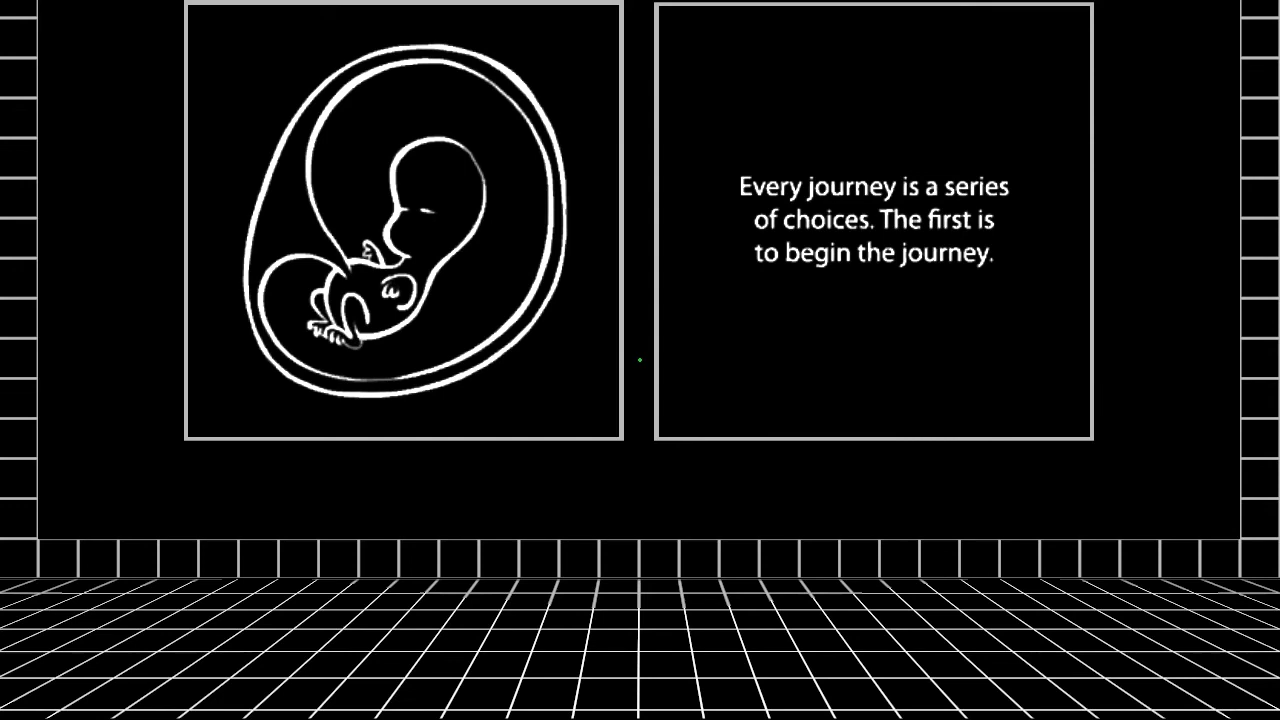 Every journey is a series
of choices. The first is
to begin the journey.